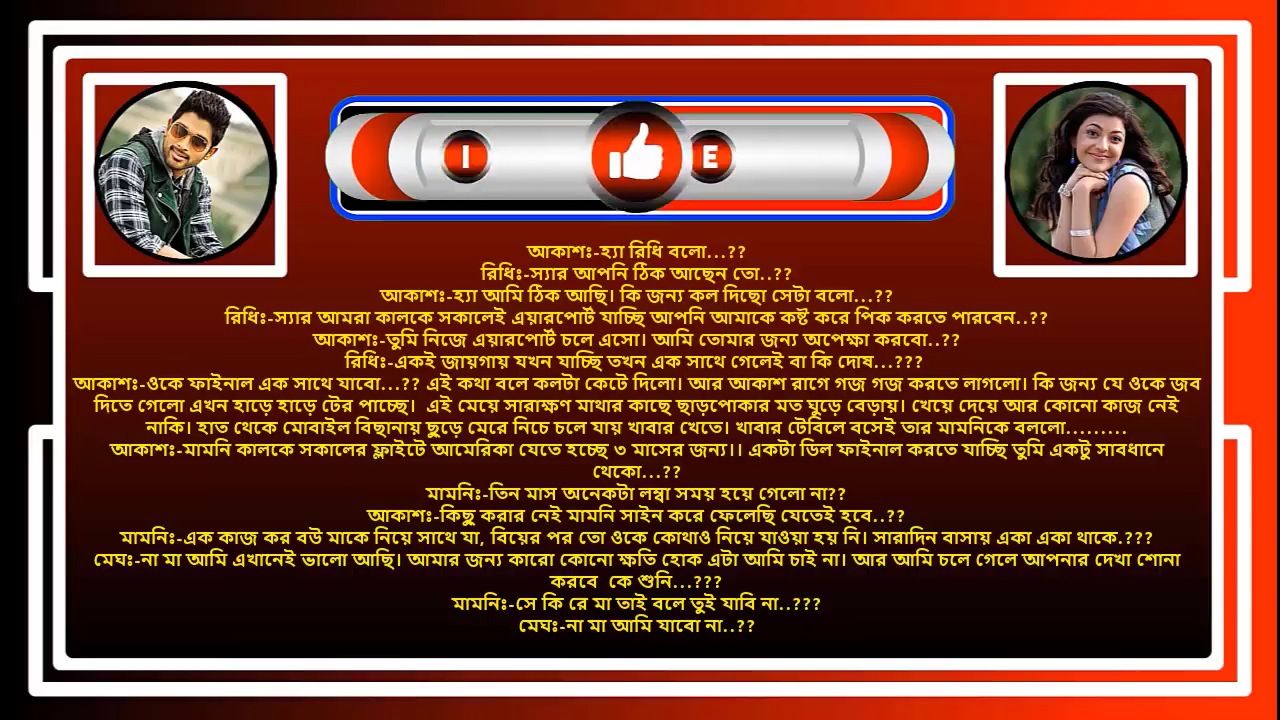 I E
আকাশঃ-হ্যা রিধি বলো...??
রিধিঃ-স্যার আপনি ঠিক আছেন তো..??
আকাশঃ-হ্যা আমি ঠিক আছি। কি জন্য কল দিছো সেটা বলো...??
রিধিঃ-স্যার আমরা কালকে সকালেই এয়ারপোর্ট যাচ্ছি আপনি আমাকে কষ্ট করে পিক করতে পারবেন..??
আকাশঃ-তুমি নিজে এয়ারপোর্ট চলে এসো। আমি তোমার জন্য অপেক্ষা করবো..??
রিধিঃ-একই জায়গায় যখন যাচ্ছি তখন এক সাথে গেলেই বা কি দোষ...???
আকাশঃ-ওকে ফাইনাল এক সাথে যাবো...?? এই কথা বলে কলটা কেটে দিলো। আর আকাশ রাগে গজ গজ করতে লাগলো। কি জন্য যে ওকে জব
দিতে গেলো এখন হাড়ে হাড়ে টের পাচ্ছে।  এই মেয়ে সারাক্ষণ মাথার কাছে ছাড়পোকার মত ঘুড়ে বেড়ায়। খেয়ে দেয়ে আর কোনো কাজ নেই
নাকি। হাত থেকে মোবাইল বিছানায় ছুড়ে মেরে নিচে চলে যায় খাবার খেতে। খাবার টেবিলে বসেই তার মামনিকে বললো.........
আকাশঃ-মামনি কালকে সকালের ফ্লাইটে আমেরিকা যেতে হচ্ছে ৩ মাসের জন্য।। একটা ডিল ফাইনাল করতে যাচ্ছি তুমি একটু সাবধানে
থেকো...??
মামনিঃ-তিন মাস অনেকটা লম্বা সময় হয়ে গেলো না??
আকাশঃ-কিছু করার নেই মামনি সাইন করে ফেলেছি যেতেই হবে..??
মামনিঃ-এক কাজ কর বউ মাকে নিয়ে সাথে যা, বিয়ের পর তো ওকে কোথাও নিয়ে যাওয়া হয় নি। সারাদিন বাসায় একা একা থাকে.???
মেঘঃ-না মা আমি এখানেই ভালো আছি। আমার জন্য কারো কোনো ক্ষতি হোক এটা আমি চাই না। আর আমি চলে গেলে আপনার দেখা শোনা
করবে  কে শুনি...???
মামনিঃ-সে কি রে মা তাই বলে তুই যাবি না..???
মেঘঃ-না মা আমি যাবো না..??